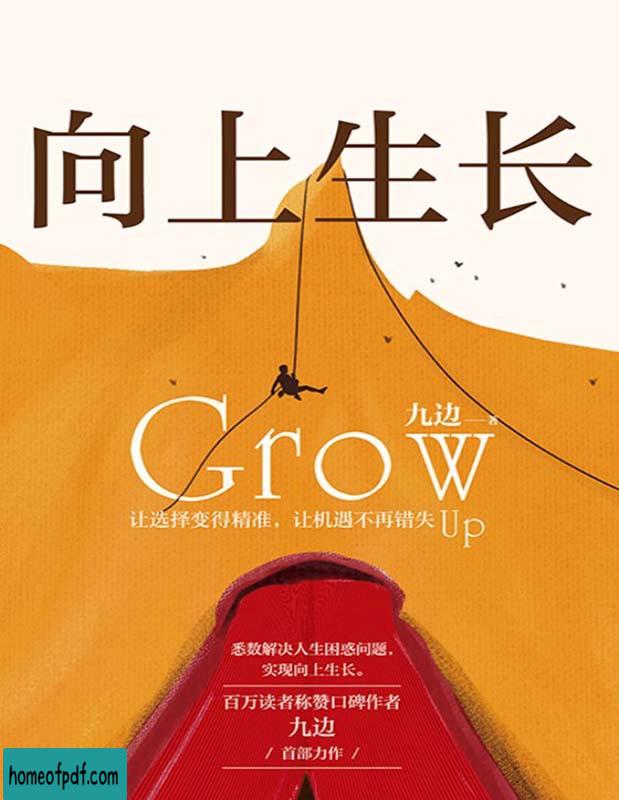 向上生长
九边 著
Grow
让选择变得精准，让机遇不再错失
Up
悉数解决人生困惑问题，
实现向上生长。
百万读者称赞口碑作者
九边
/ 首部力作 /
homeofpdf.com